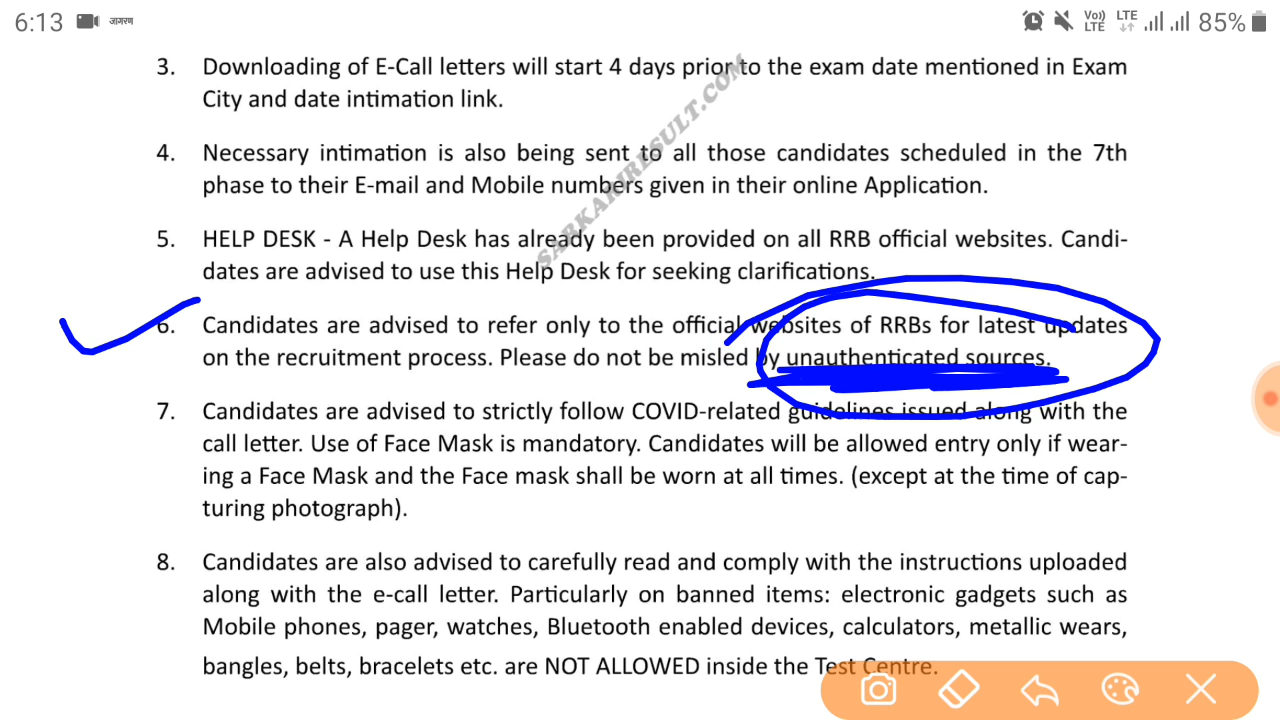 6:13 जागरण Vo)) LTE LTE 85%
3. Downloading of E-Call letters will start 4 days prior to the exam date mentioned in Exam
City and date intimation link.
4. Necessary intimation is also being sent to all those candidates scheduled in the 7th
phase to their E-mail and Mobile numbers given in their online Application.
5. HELP DESK - A Help Desk has already been provided on all RRB official websites. Candi-
dates are advised to use this Help Desk for seeking clarifications.
6. Candidates are advised to refer only to the official websites of RRBs for latest updates
on the recruitment process. Please do not be misled by unauthenticated sources.
7. Candidates are advised to strictly follow COVID-related guidelines issued along with the
call letter. Use of Face Mask is mandatory. Candidates will be allowed entry only if wear-
ing a Face Mask and the Face mask shall be worn at all times. (except at the time of cap-
turing photograph).
8. Candidates are also advised to carefully read and comply with the instructions uploaded
along with the e-call letter. Particularly on banned items: electronic gadgets such as
Mobile phones, pager, watches, Bluetooth enabled devices, calculators, metallic wears,
bangles, belts, bracelets etc. are NOT ALLOWED inside the Test Centre.
SARKARIRESULT.COM